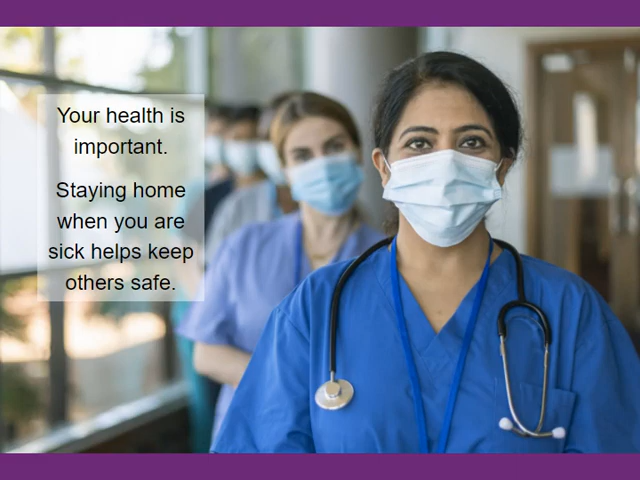 Your health is
important.
Staying home
when you are
sick helps keep
others safe.